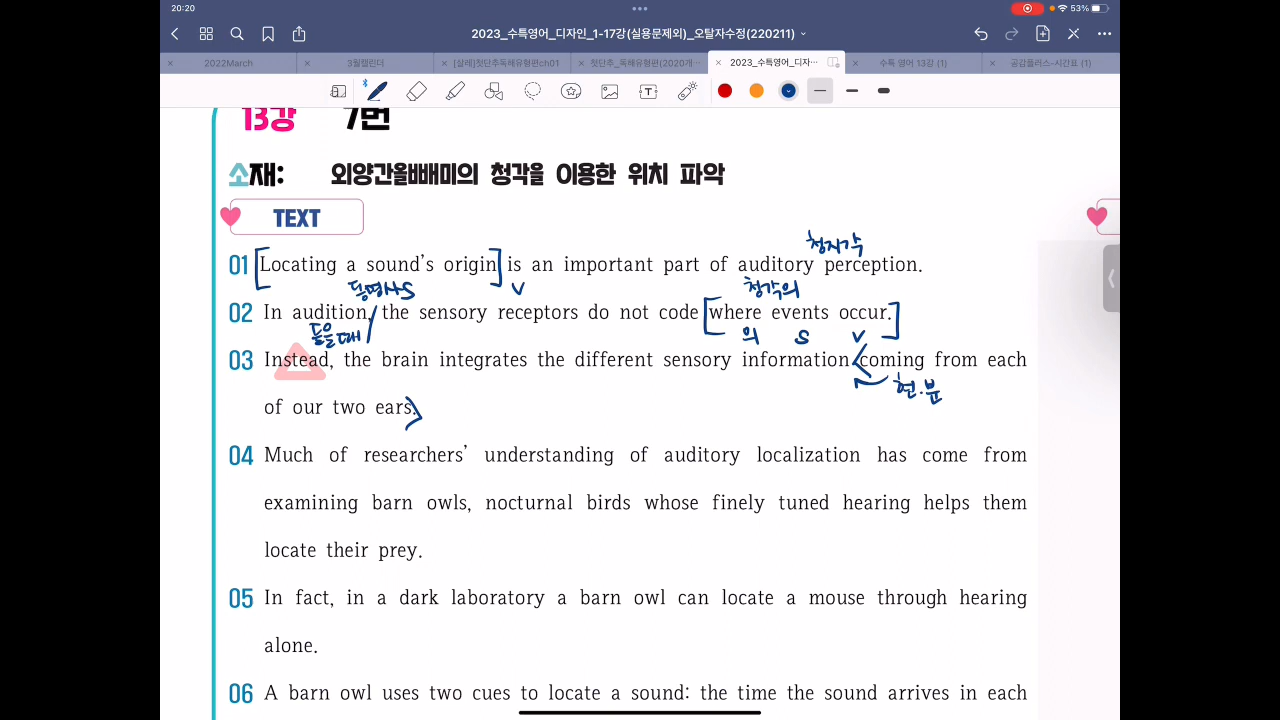 20:20
53%
2023_수특영어_디자인_1-17강(실용문제외)_오탈자수정(220211)
2022March
3월캘린더
[실레]첫단추독해유형편ch01
첫단추_독해유형편(2020개…
2023_수특영어_디자…
수특 영어 13강 (1)
공감플러스-시간표 (1)
13강 7번
소재: 외양간올빼미의 청각을 이용한 위치 파악
TEXT
청지각
01 [Locating a sound's origin] is an important part of auditory perception.
동명사S V 청각의
02 In audition, / the sensory receptors do not code [where events occur.]
들을 때 의 S V
03 Instead, the brain integrates the different sensory information <coming from each
현.분
of our two ears.>
04 Much of researchers' understanding of auditory localization has come from
examining barn owls, nocturnal birds whose finely tuned hearing helps them
locate their prey.
05 In fact, in a dark laboratory a barn owl can locate a mouse through hearing
alone.
06 A barn owl uses two cues to locate a sound: the time the sound arrives in each